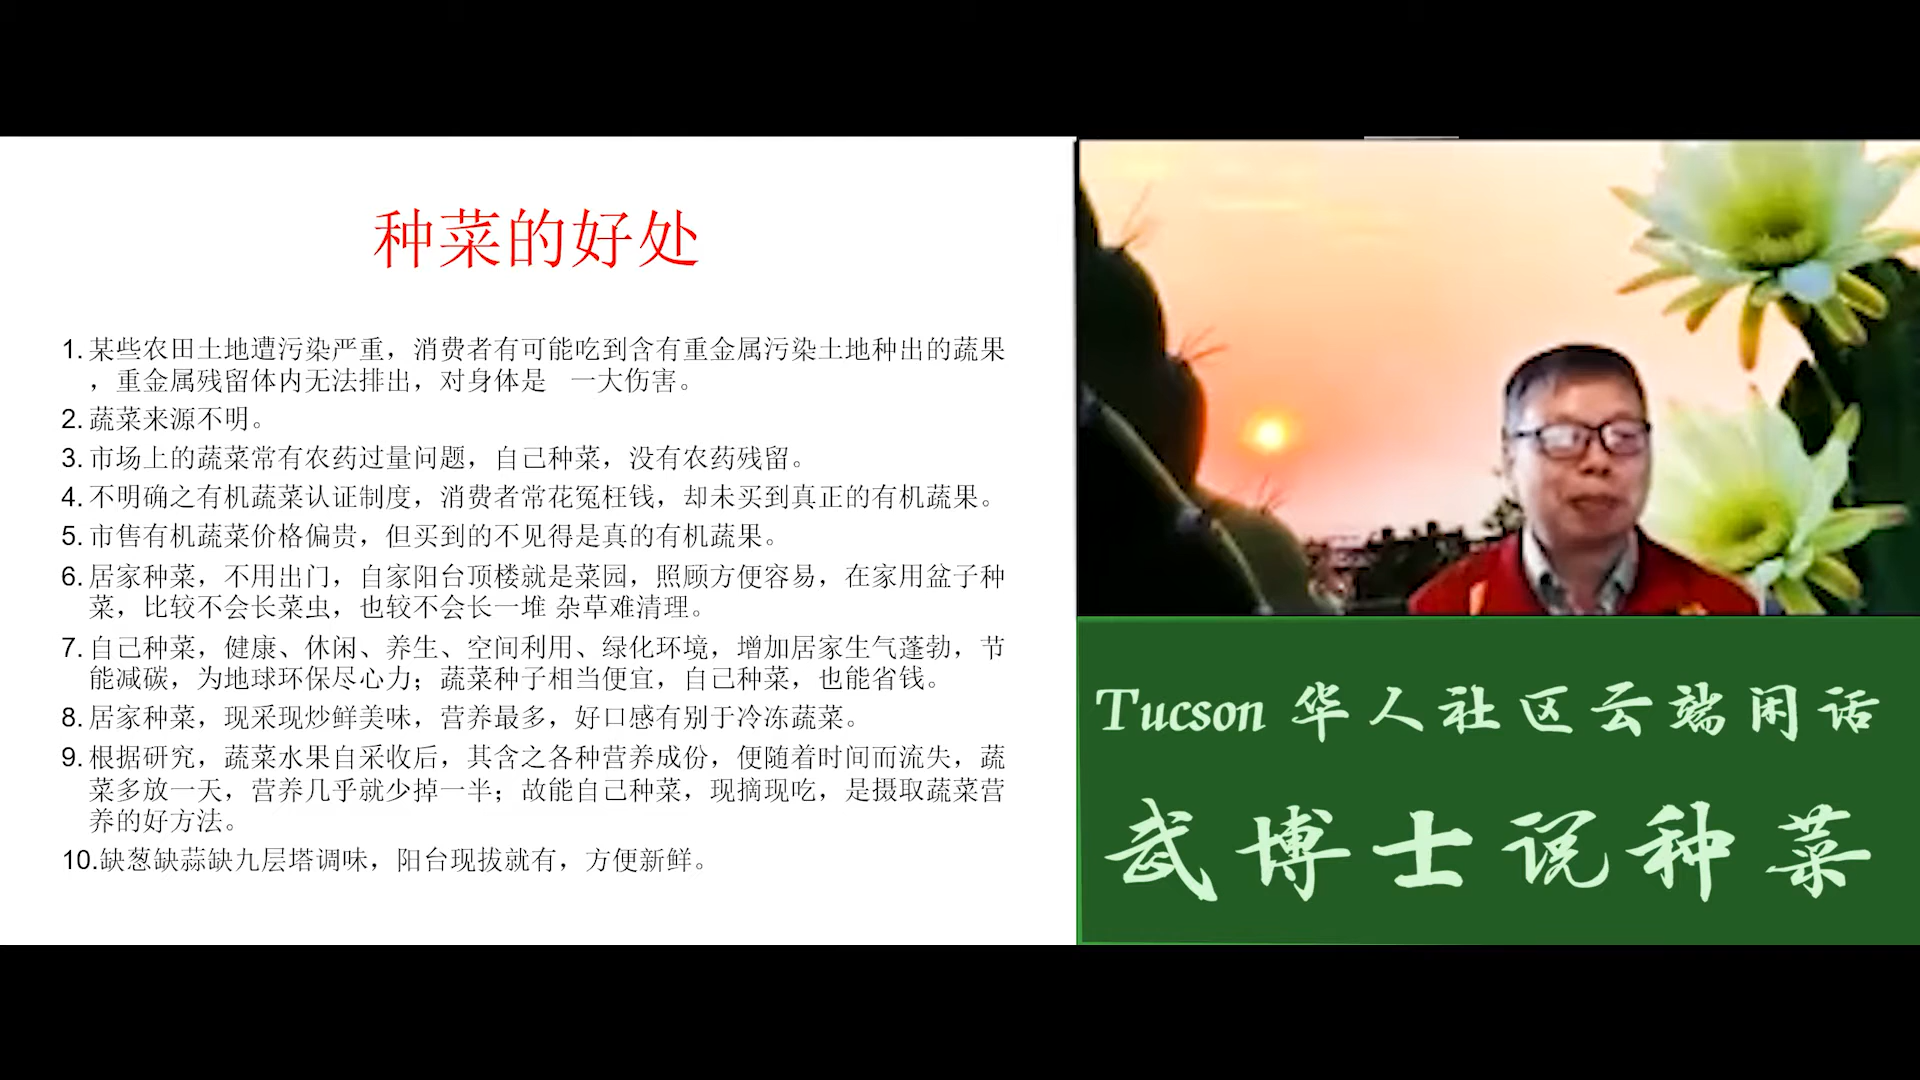 种菜的好处
1. 某些农田土地遭污染严重，消费者有可能吃到含有重金属污染土地种出的蔬果
，重金属残留体内无法排出，对身体是 一大伤害。
2. 蔬菜来源不明。
3. 市场上的蔬菜常有农药过量问题，自己种菜，没有农药残留。
4. 不明确之有机蔬菜认证制度，消费者常花冤枉钱，却未买到真正的有机蔬果。
5. 市售有机蔬菜价格偏贵，但买到的不见得是真的有机蔬果。
6. 居家种菜，不用出门，自家阳台顶楼就是菜园，照顾方便容易，在家用盆子种
菜，比较不会长菜虫，也较不会长一堆 杂草难清理。
7. 自己种菜，健康、休闲、养生、空间利用、绿化环境，增加居家生气蓬勃，节
能减碳，为地球环保尽心力；蔬菜种子相当便宜，自己种菜，也能省钱。
8. 居家种菜，现采现炒鲜美味，营养最多，好口感有别于冷冻蔬菜。
9. 根据研究，蔬菜水果自采收后，其含之各种营养成份，便随着时间而流失，蔬
菜多放一天，营养几乎就少掉一半；故能自己种菜，现摘现吃，是摄取蔬菜营
养的好方法。
10.缺葱缺蒜缺九层塔调味，阳台现拔就有，方便新鲜。
Tucson 华人社区云端闲话
武博士说种菜